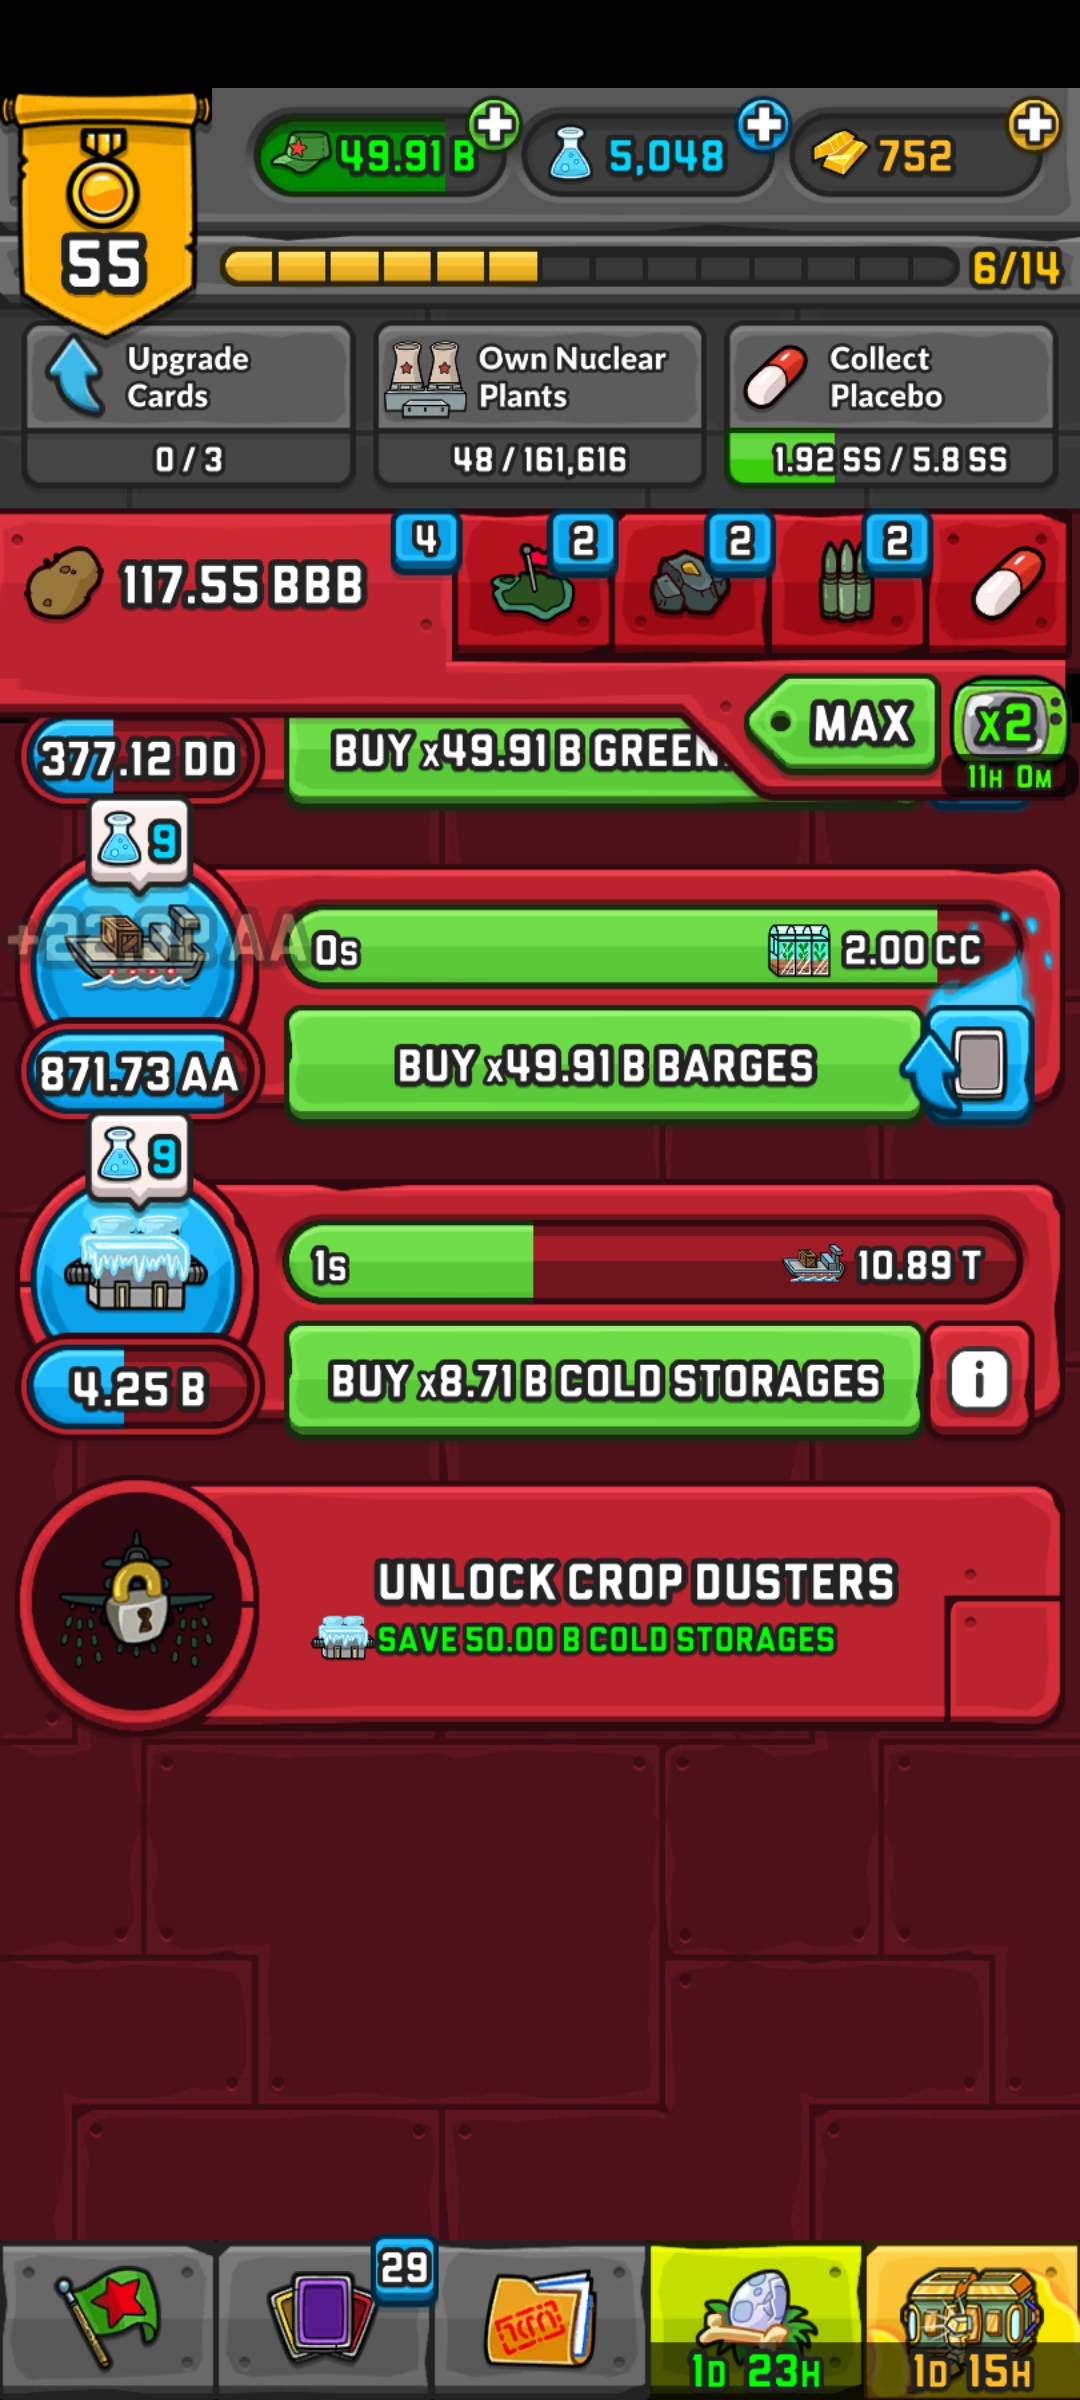 49.91 B
5,048
752
55
6/14
Upgrade Cards
0 / 3
Own Nuclear Plants
48 / 161,616
Collect Placebo
1.92 SS / 5.8 SS
117.55 BBB
4
2
2
2
MAX
x2
11H 0M
377.12 DD
BUY x49.91 B GREEN
9
0s
2.00 CC
871.73 AA
BUY x49.91 B BARGES
9
1s
10.89 T
4.25 B
BUY x8.71 B COLD STORAGES
i
UNLOCK CROP DUSTERS
SAVE 50.00 B COLD STORAGES
29
1D 23H
1D 15H